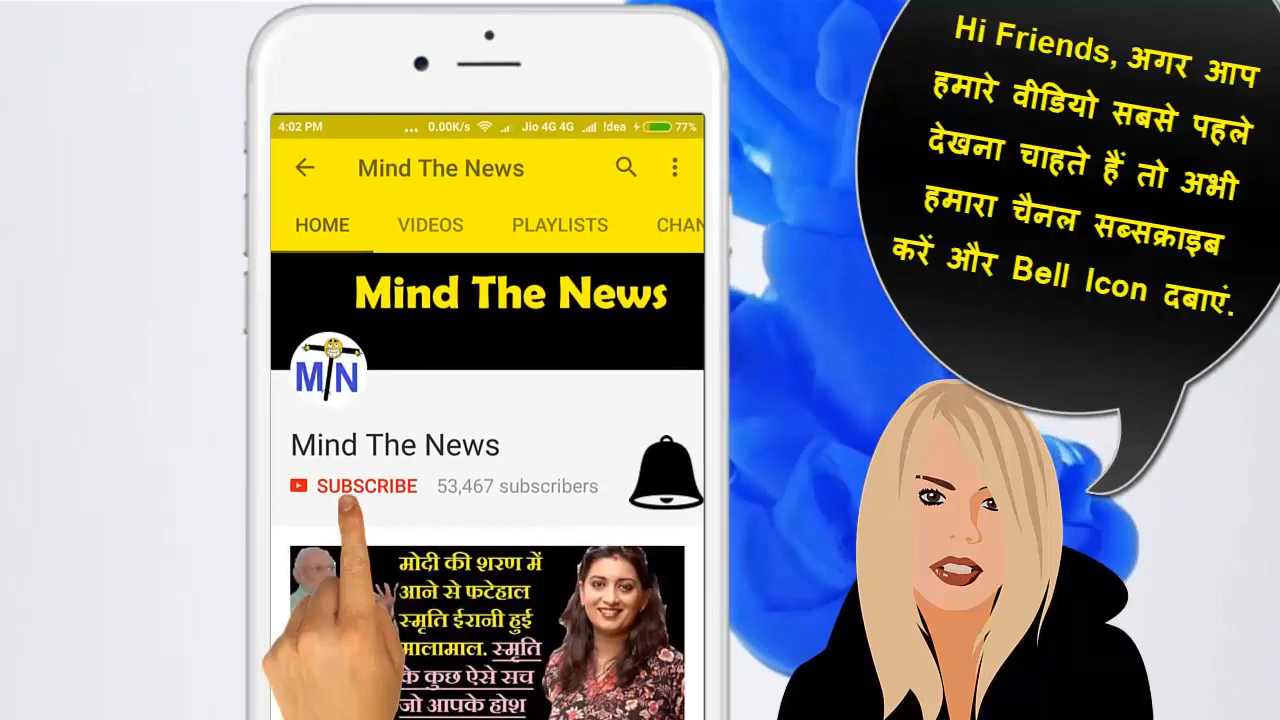 Hi Friends, अगर आप
हमारे वीडियो सबसे पहले
देखना चाहते हैं तो अभी
हमारा चैनल सब्सक्राइब
करें और Bell Icon दबाएं.
4:02 PM ... 0.00K/s Jio 4G 4G !dea 77%
Mind The News
HOME VIDEOS PLAYLISTS CHAN
Mind The News
MN
Mind The News
SUBSCRIBE 53,467 subscribers
मोदी की शरण में
आने से फटेहाल
स्मृति ईरानी हुई
मालामाल. स्मृति
के कुछ ऐसे सच
जो आपके होश